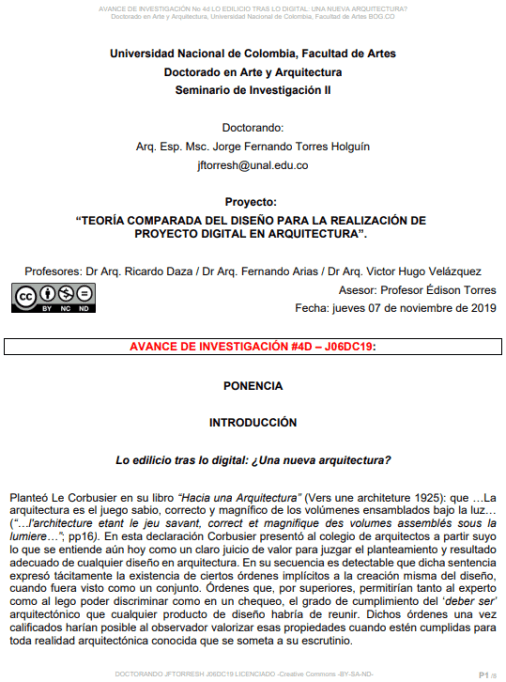 AVANCE DE INVESTIGACIÓN No 4d LO EDILICIO TRAS LO DIGITAL: UNA NUEVA ARQUITECTURA?
Doctorado en Arte y Arquitectura, Universidad Nacional de Colombia, Facultad de Artes BOG.CO
Universidad Nacional de Colombia, Facultad de Artes
Doctorado en Arte y Arquitectura
Seminario de Investigación II
Doctorando:
Arq. Esp. Msc. Jorge Fernando Torres Holguín
jftorresh@unal.edu.co
Proyecto:
“TEORÍA COMPARADA DEL DISEÑO PARA LA REALIZACIÓN DE
PROYECTO DIGITAL EN ARQUITECTURA”.
Profesores: Dr Arq. Ricardo Daza / Dr Arq. Fernando Arias / Dr Arq. Victor Hugo Velázquez
Asesor: Profesor Édison Torres
cc BY NC ND
Fecha: jueves 07 de noviembre de 2019
AVANCE DE INVESTIGACIÓN #4D – J06DC19:
PONENCIA
INTRODUCCIÓN
Lo edilicio tras lo digital: ¿Una nueva arquitectura?
Planteó Le Corbusier en su libro “Hacia una Arquitectura” (Vers une architeture 1925): que …La
arquitectura es el juego sabio, correcto y magnífico de los volúmenes ensamblados bajo la luz…
(“…l’architecture etant le jeu savant, correct et magnifique des volumes assemblés sous la
lumiere…”; pp16). En esta declaración Corbusier presentó al colegio de arquitectos a partir suyo
lo que se entiende aún hoy como un claro juicio de valor para juzgar el planteamiento y resultado
adecuado de cualquier diseño en arquitectura. En su secuencia es detectable que dicha sentencia
expresó tácitamente la existencia de ciertos órdenes implícitos a la creación misma del diseño,
cuando fuera visto como un conjunto. Órdenes que, por superiores, permitirían tanto al experto
como al lego poder discriminar como en un chequeo, el grado de cumplimiento del ‘deber ser’
arquitectónico que cualquier producto de diseño habría de reunir. Dichos órdenes una vez
calificados harían posible al observador valorizar esas propiedades cuando estén cumplidas para
toda realidad arquitectónica conocida que se someta a su escrutinio.
DOCTORANDO JFTORRESH J06DC19 LICENCIADO -Creative Commons -BY-SA-ND-
P1 /8